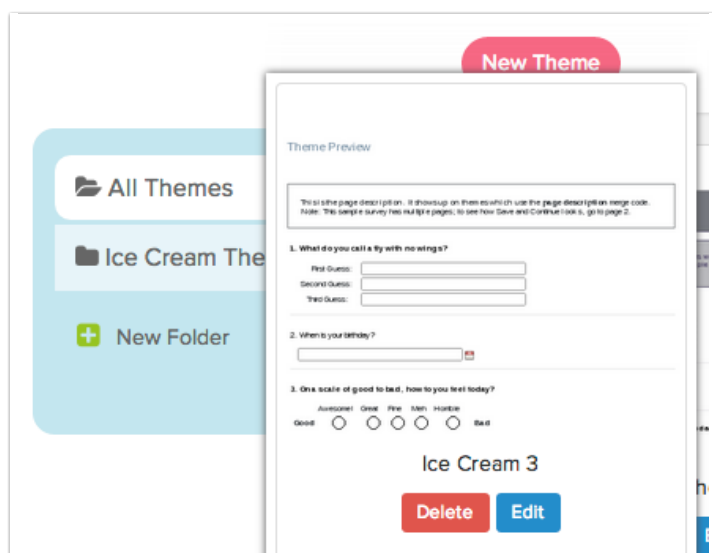 New Theme
All Themes
Ice Cream The
New Folder
Theme Preview
This is the page description. It shows up on themes which use the page description merge code.
Note: This sample survey has multiple pages; to see how Save and Continue looks, go to page 2.
1. What do you call a fly with no wings?
First Guess:
Second Guess:
Third Guess:
2. When is your birthday?
3. On a scale of good to bad, how to you feel today?
Awesome! Great Fine Meh Horrible
Good Bad
Ice Cream 3
Delete Edit